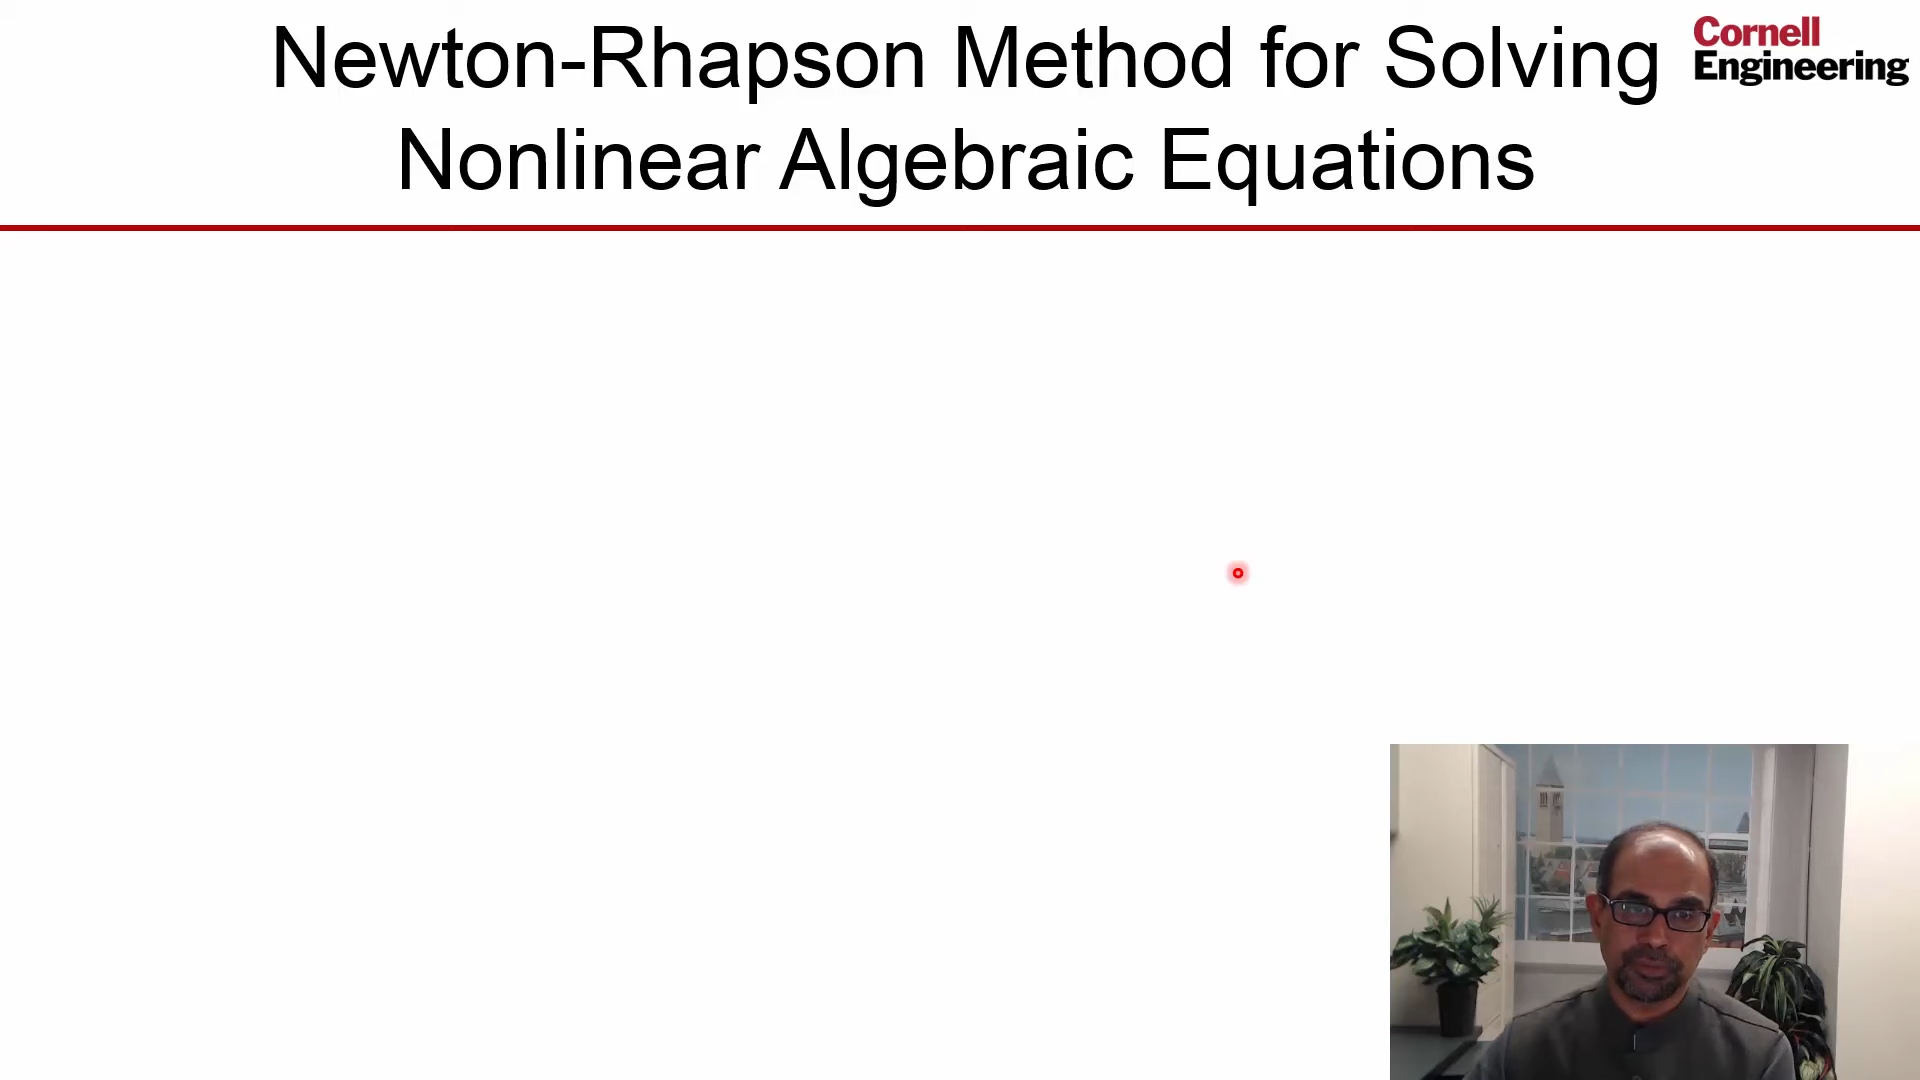 Newton-Rhapson Method for Solving
Nonlinear Algebraic Equations
Cornell
Engineering